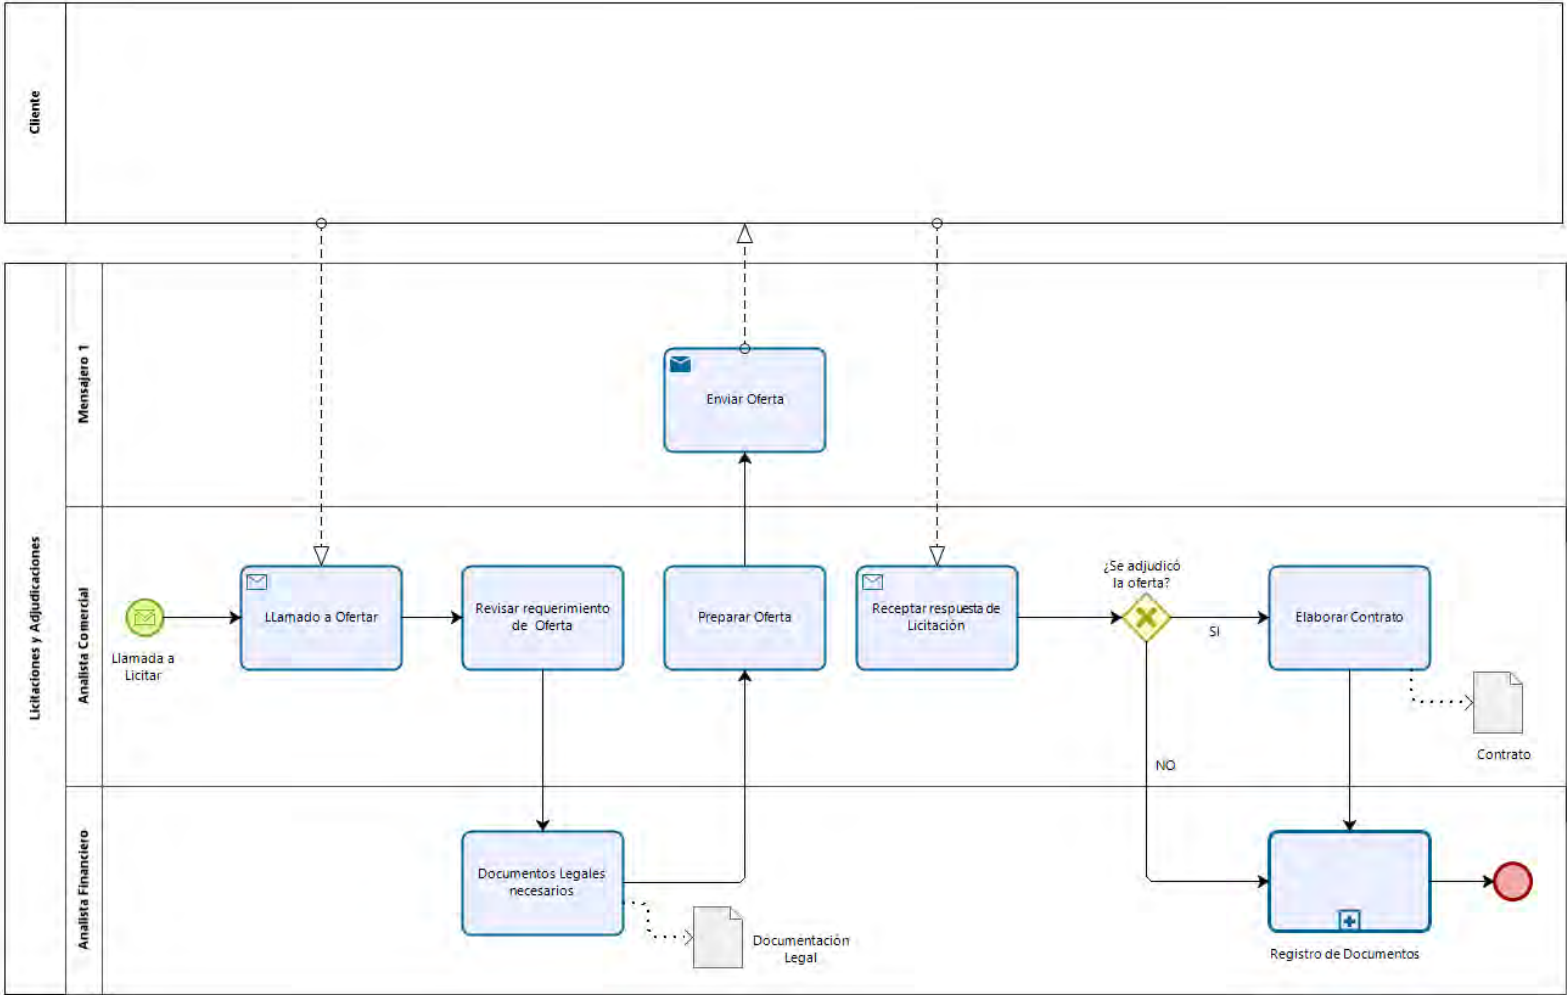 Cliente
Licitaciones y Adjudicaciones
Mensajero 1
Enviar Oferta
Analista Comercial
Llamada a
Licitar
LLamado a Ofertar
Revisar requerimiento
de Oferta
Preparar Oferta
Receptar respuesta de
Licitación
¿Se adjudicó
la oferta?
SI
NO
Elaborar Contrato
Contrato
Analista Financiero
Documentos Legales
necesarios
Documentación
Legal
Registro de Documentos